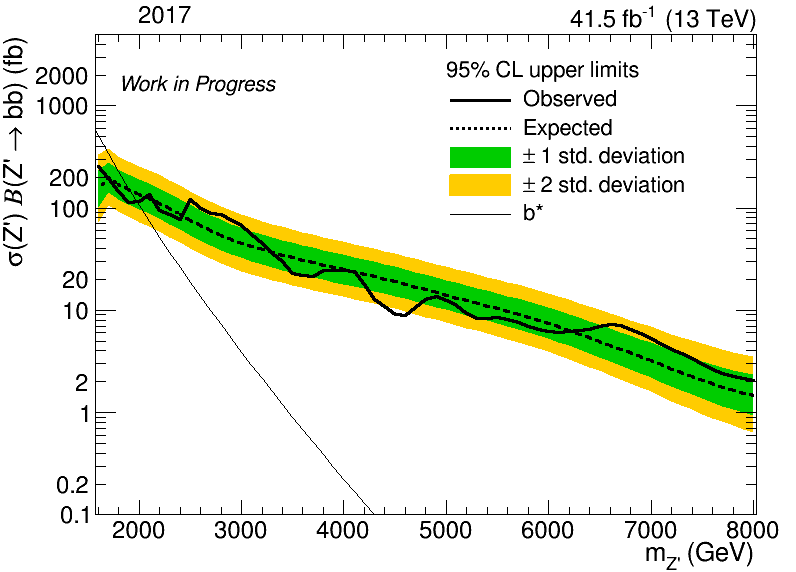 2017
41.5 fb⁻¹ (13 TeV)
σ(Z') B(Z' → bb) (fb)
Work in Progress
95% CL upper limits
Observed
Expected
± 1 std. deviation
± 2 std. deviation
b*
2000
1000
200
100
20
10
2
1
0.2
0.1
2000 3000 4000 5000 6000 7000 8000
m_Z' (GeV)